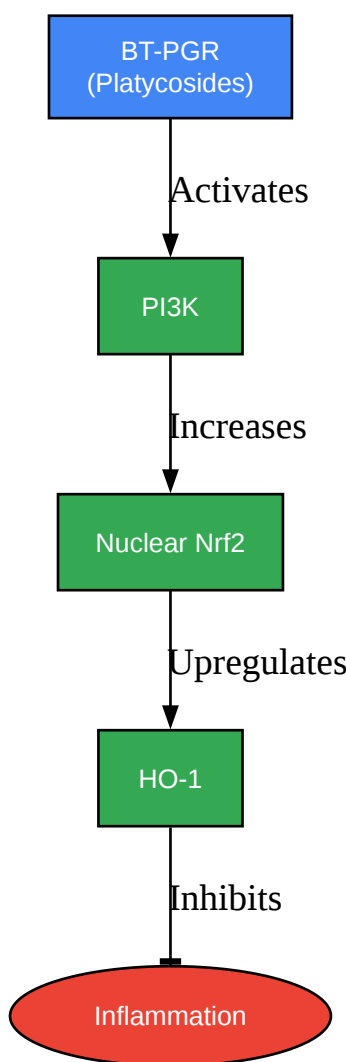 BT-PGR
(Platycosides)
Activates
PI3K
Increases
Nuclear Nrf2
Upregulates
HO-1
Inhibits
Inflammation